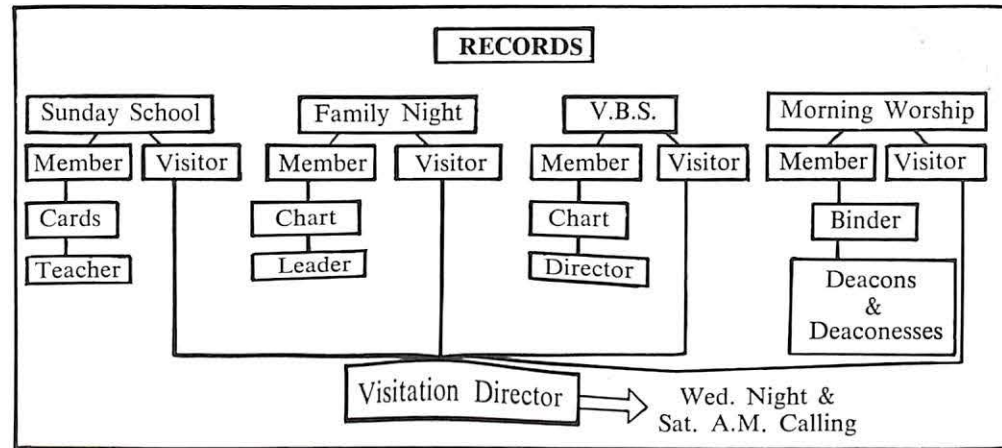 RECORDS
Sunday School
Family Night
V.B.S.
Morning Worship
Member
Visitor
Member
Visitor
Member
Visitor
Member
Visitor
Cards
Chart
Chart
Binder
Teacher
Leader
Director
Deacons
&
Deaconesses
Visitation Director
Wed. Night &
Sat. A.M. Calling